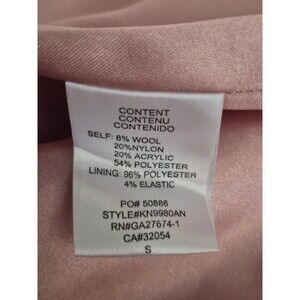 CONTENT
CONTENU
CONTENIDO
SELF: 6% WOOL
20%NYLON
20% ACRYLIC
54% POLYESTER
LINING: 96% POLYESTER
4% ELASTIC
PO# 50886
STYLE#KN9980AN
RN#GA27674-1
CA#32054
S